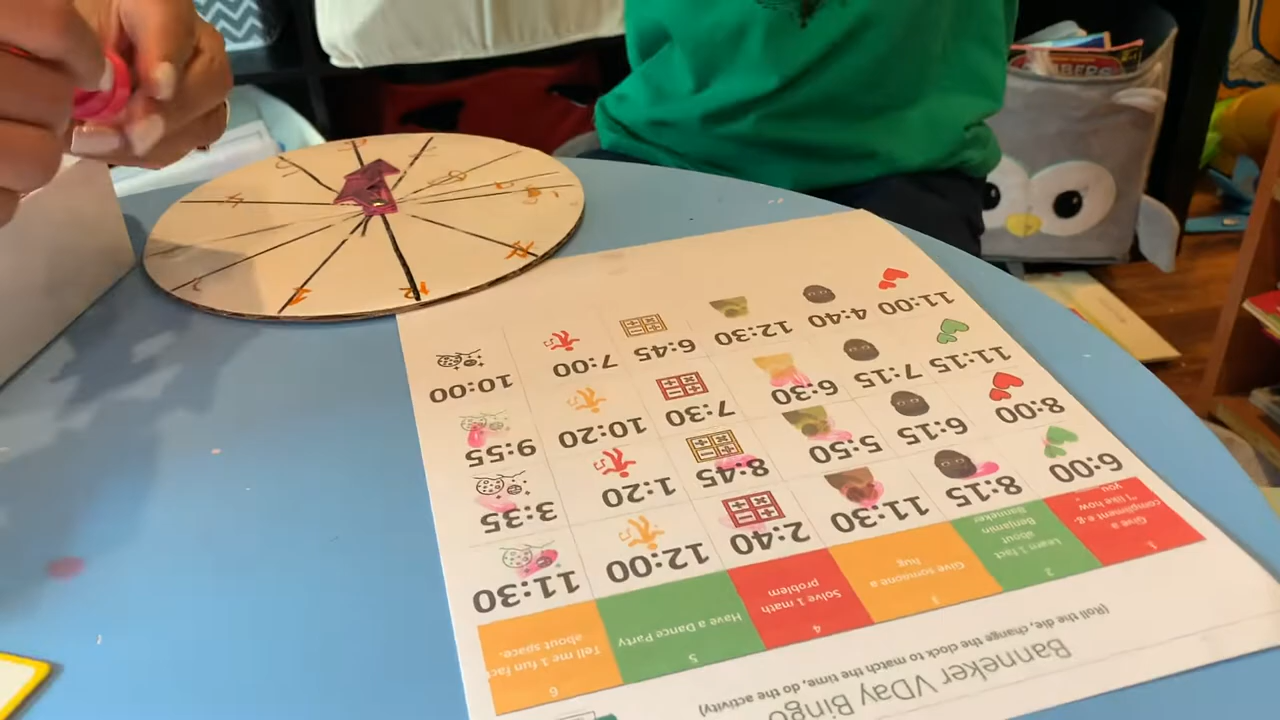 Banneker VDay Bingo
(Roll the die, change the clock to match the time, do the activity)
1
Give a
compliment e.g.
"I like how
you
2
Learn 1 fact
about
Benjamin
Banneker
3
Give someone a
hug
4
Solve 1 math
problem
5
Have a Dance Party
6
Tell me 1 fun fact
about space.
6:00 8:15 11:30 2:40 12:00 11:30
8:00 6:15 5:50 8:45 1:20 3:35
11:15 7:15 6:30 7:30 10:20 9:55
11:00 4:40 12:30 6:45 7:00 10:00